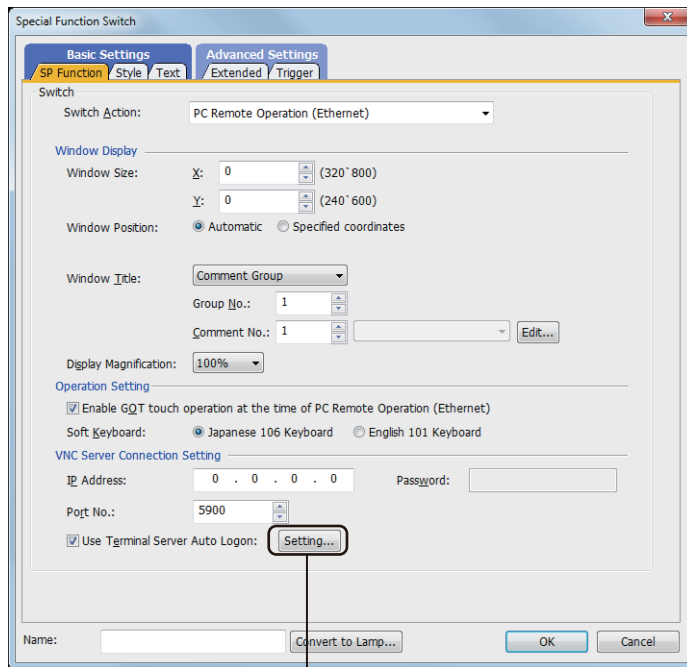 Special Function Switch
Basic Settings Advanced Settings
SP Function Style Text Extended Trigger
Switch
Switch Action: PC Remote Operation (Ethernet)
Window Display
Window Size: X: 0 (320`800)
Y: 0 (240`600)
Window Position: Automatic Specified coordinates
Window Title: Comment Group
Group No.: 1
Comment No.: 1 Edit...
Display Magnification: 100%
Operation Setting
Enable GOT touch operation at the time of PC Remote Operation (Ethernet)
Soft Keyboard: Japanese 106 Keyboard English 101 Keyboard
VNC Server Connection Setting
IP Address: 0 . 0 . 0 . 0 Password:
Port No.: 5900
Use Terminal Server Auto Logon: Setting...
Name: Convert to Lamp... OK Cancel